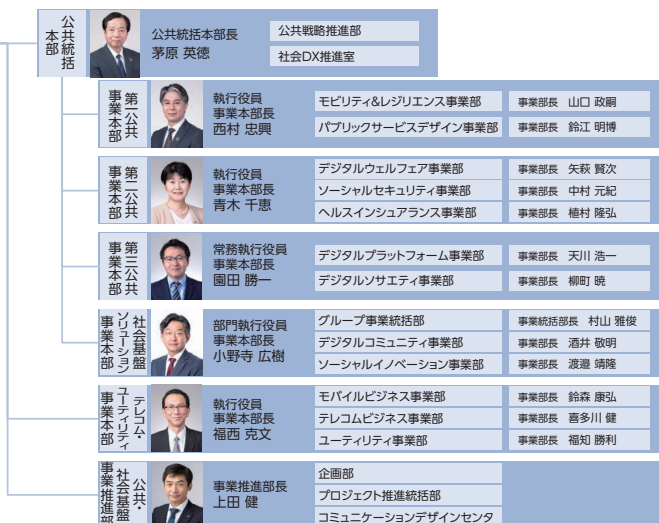 公共統括
本部
公共統括本部長
茅原 英徳
公共戦略推進部
社会DX推進室
第一公共
事業本部
執行役員
事業本部長
西村 忠興
モビリティ&レジリエンス事業部
事業部長 山口 政嗣
パブリックサービスデザイン事業部
事業部長 鈴江 明博
第二公共
事業本部
執行役員
事業本部長
青木 千恵
デジタルウェルフェア事業部
事業部長 矢萩 賢次
ソーシャルセキュリティ事業部
事業部長 中村 元紀
ヘルスインシュアランス事業部
事業部長 植村 隆弘
第三公共
事業本部
常務執行役員
事業本部長
園田 勝一
デジタルプラットフォーム事業部
事業部長 天川 浩一
デジタルソサエティ事業部
事業部長 柳町 暁
社会基盤
ソリューション
事業本部
部門執行役員
事業本部長
小野寺 広樹
グループ事業統括部
事業統括部長 村山 雅俊
デジタルコミュニティ事業部
事業部長 酒井 敬明
ソーシャルイノベーション事業部
事業部長 渡邉 靖隆
テレコム・
ユーティリティ
事業本部
執行役員
事業本部長
福西 克文
モバイルビジネス事業部
事業部長 鈴森 康弘
テレコムビジネス事業部
事業部長 喜多川 健
ユーティリティ事業部
事業部長 福知 勝利
公共・
社会基盤
事業推進部
事業推進部長
上田 健
企画部
プロジェクト推進統括部
コミュニケーションデザインセンタ